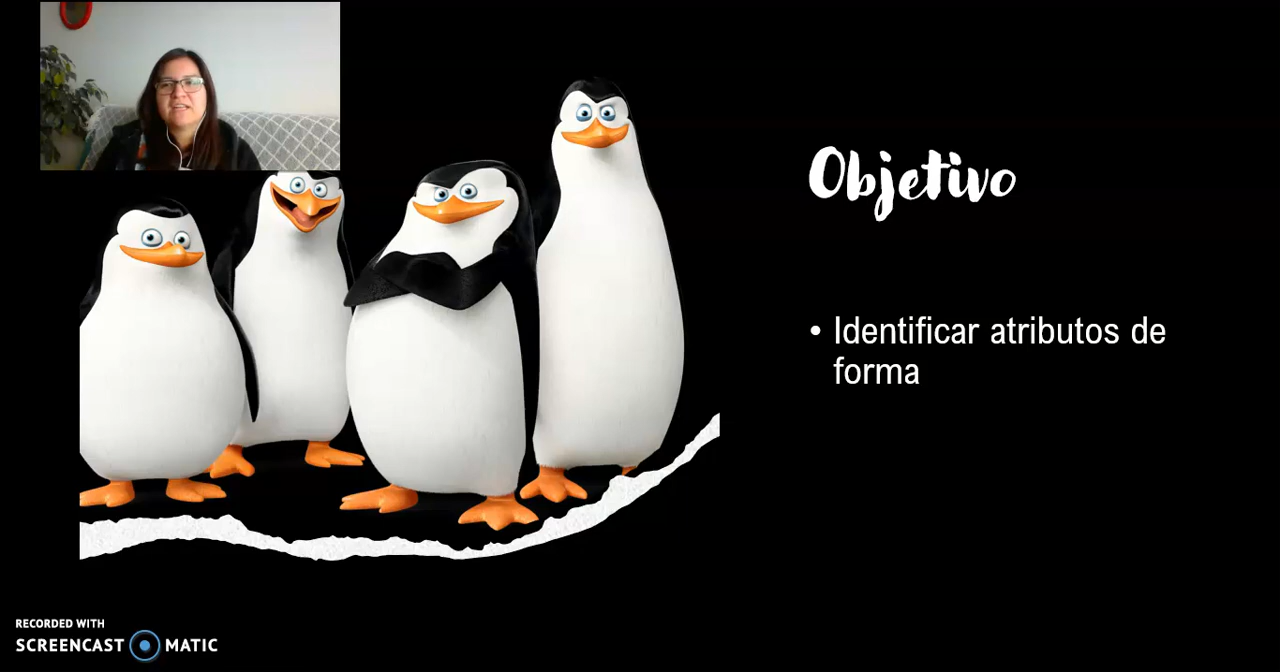 Objetivo
• Identificar atributos de
forma
RECORDED WITH
SCREENCAST MATIC